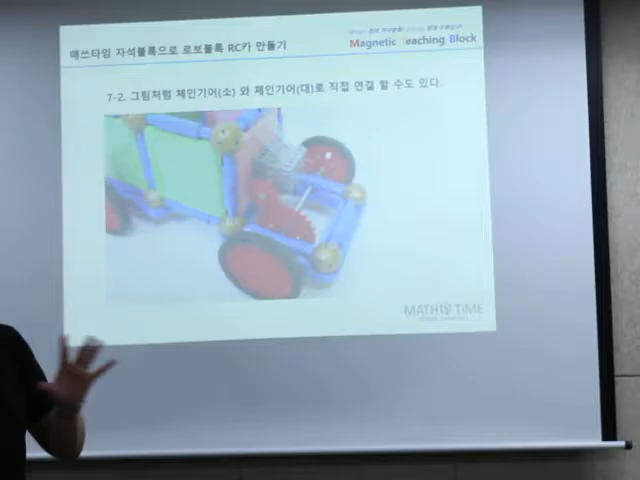 매쓰타임 자석블록으로 로보블록 RC카 만들기
Magnetic Teaching Block
7-2. 그림처럼 체인기어(소) 와 체인기어(대)로 직접 연결 할 수도 있다.
MATH TIME